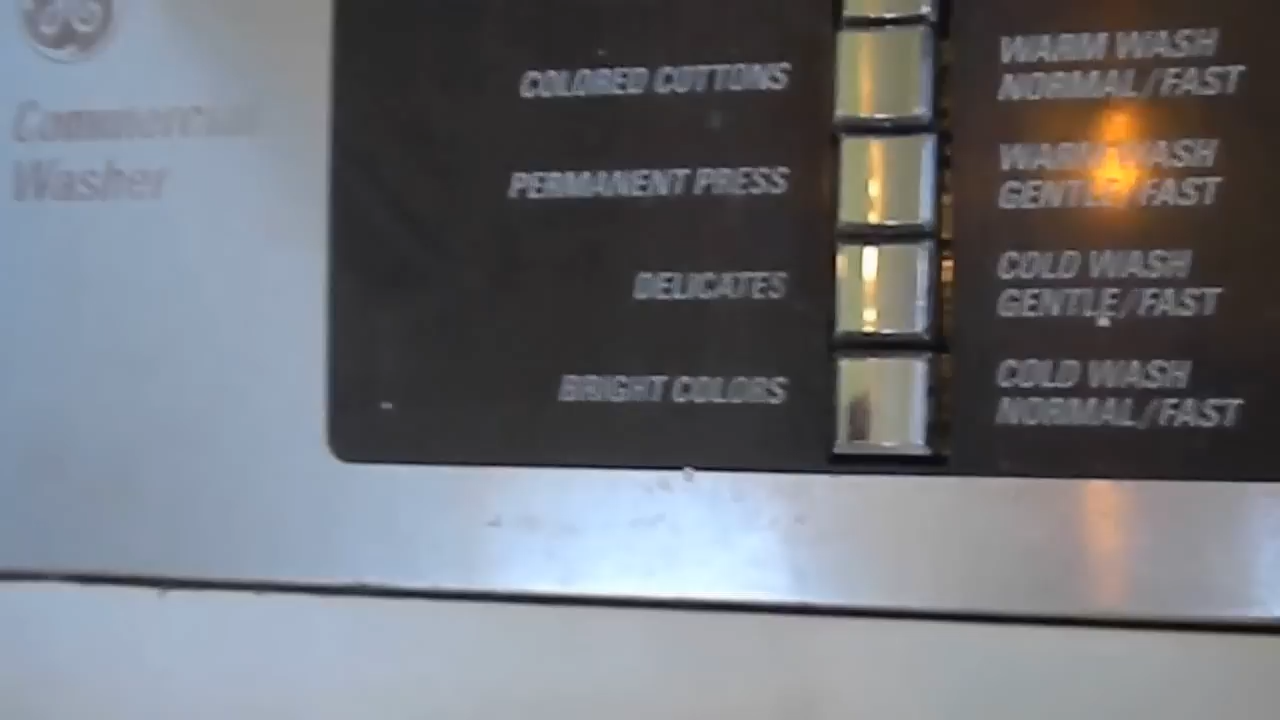 Commercial
Washer
COLORED COTTONS
WARM WASH
NORMAL/FAST
PERMANENT PRESS
WARM WASH
GENTLE/FAST
DELICATES
COLD WASH
GENTLE/FAST
BRIGHT COLORS
COLD WASH
NORMAL/FAST